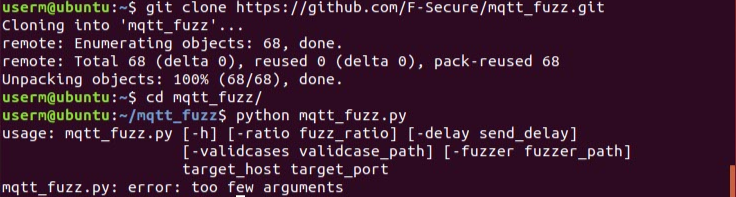 userm@ubuntu:~$ git clone https://github.com/F-Secure/mqtt_fuzz.git
Cloning into 'mqtt_fuzz'...
remote: Enumerating objects: 68, done.
remote: Total 68 (delta 0), reused 0 (delta 0), pack-reused 68
Unpacking objects: 100% (68/68), done.
userm@ubuntu:~$ cd mqtt_fuzz/
userm@ubuntu:~/mqtt_fuzz$ python mqtt_fuzz.py
usage: mqtt_fuzz.py [-h] [-ratio fuzz_ratio] [-delay send_delay]
[-validcases validcase_path] [-fuzzer fuzzer_path]
target_host target_port
mqtt_fuzz.py: error: too few arguments